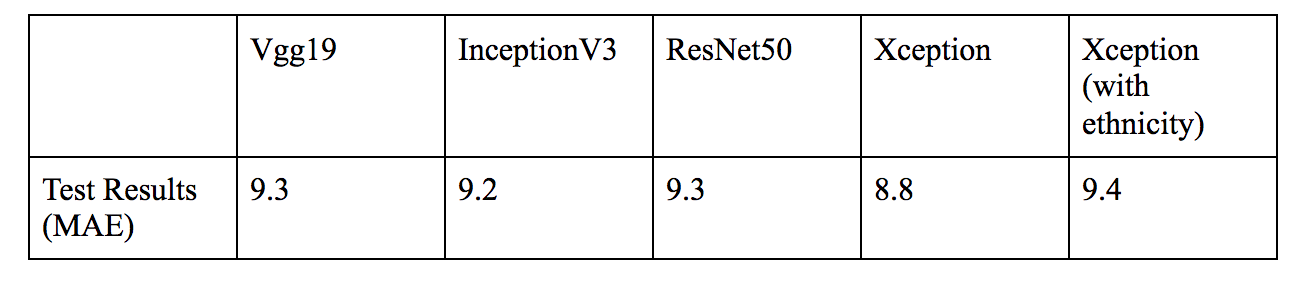 Vgg19 InceptionV3 ResNet50 Xception Xception
(with
ethnicity)
Test Results 9.3 9.2 9.3 8.8 9.4
(MAE)